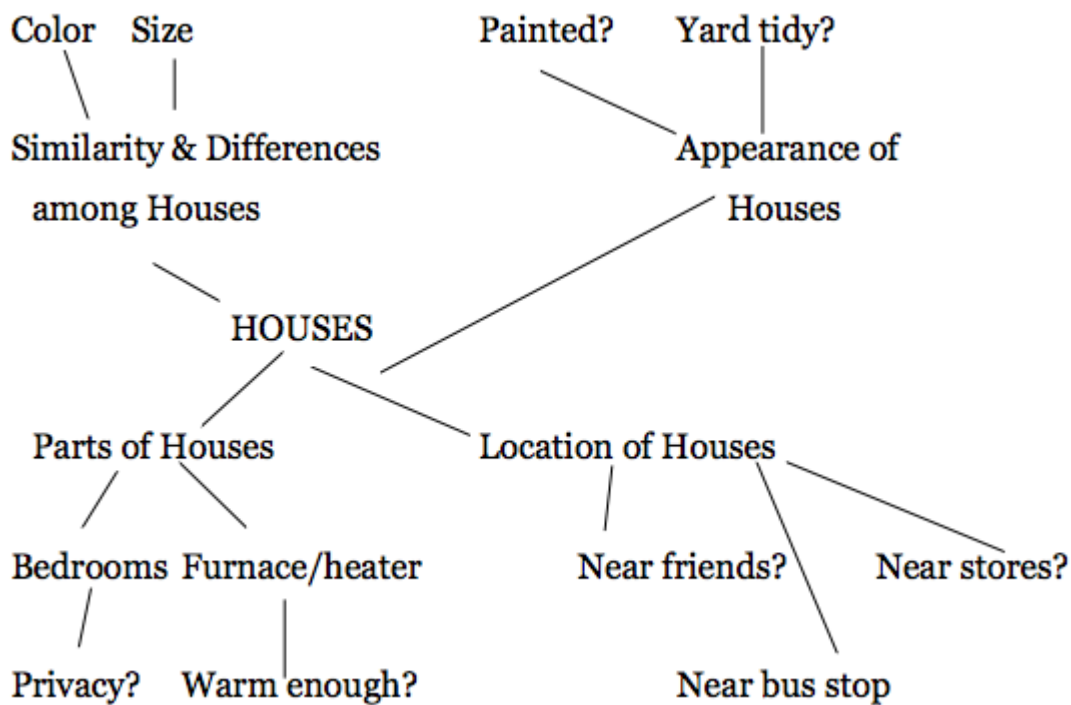 Color Size Painted? Yard tidy?
Similarity & Differences Appearance of
among Houses Houses
HOUSES
Parts of Houses Location of Houses
Bedrooms Furnace/heater Near friends? Near stores?
Privacy? Warm enough? Near bus stop